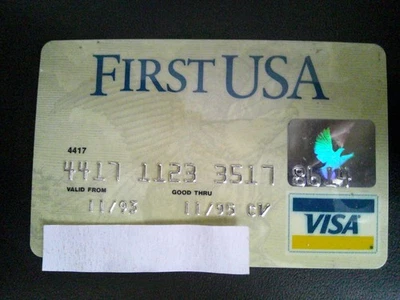 FIRST USA
4417
4417 1123 3517
VALID FROM GOOD THRU
11/93 11/95 CV
VISA